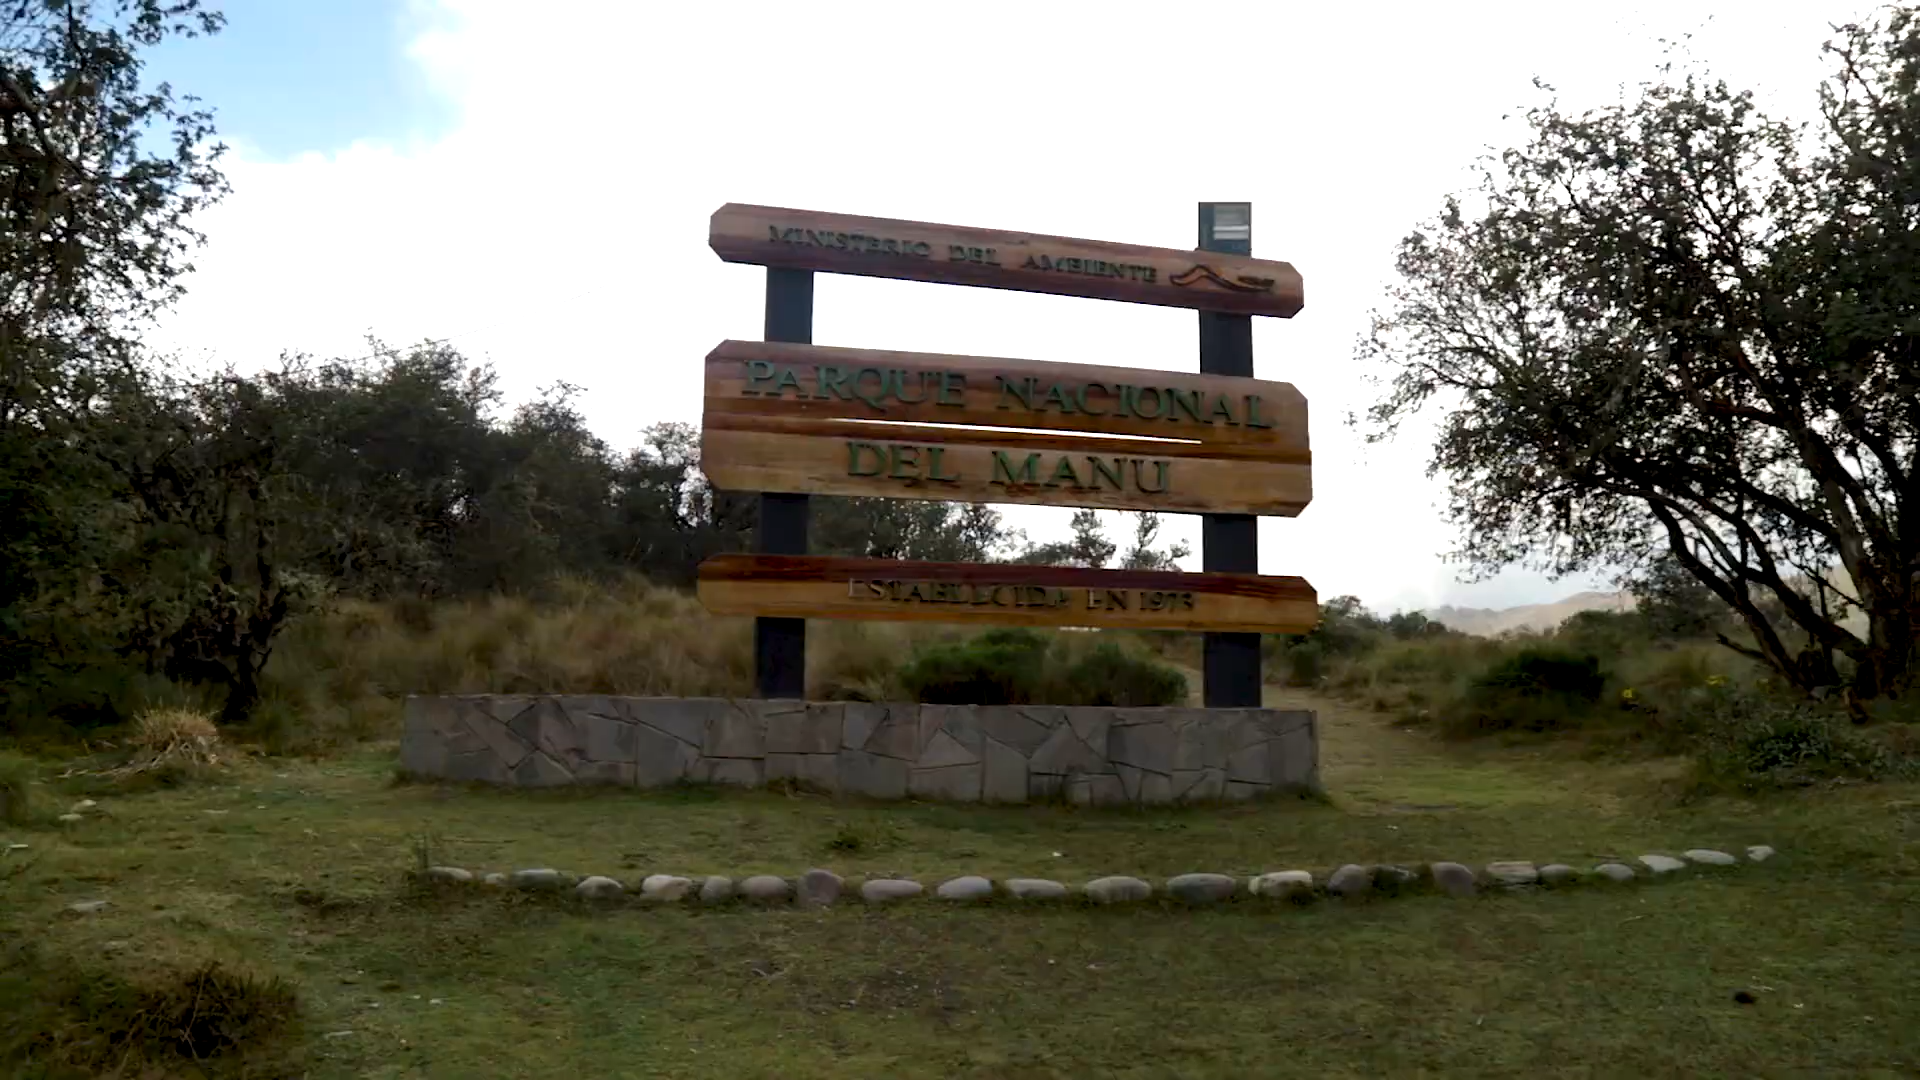 MINISTERIO DEL AMBIENTE
PARQUE NACIONAL
DEL MANU
ESTABLECIDA EN 1973